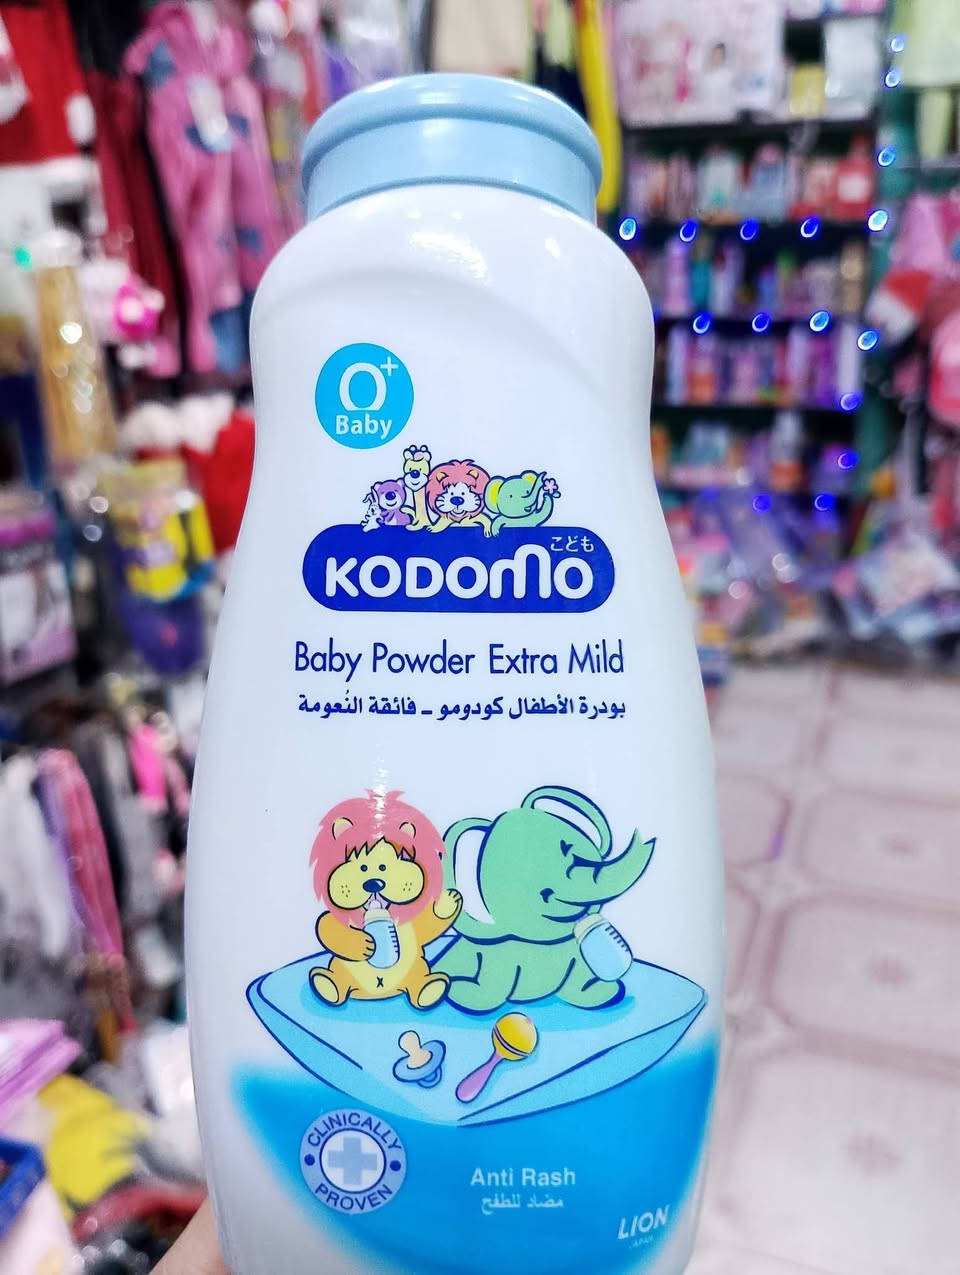 0+
Baby
こども
KODOMO
Baby Powder Extra Mild
بودرة الأطفال كودومو - فائقة النُعومة
CLINICALLY
PROVEN
Anti Rash
مضاد للطفح
LION
JAPAN